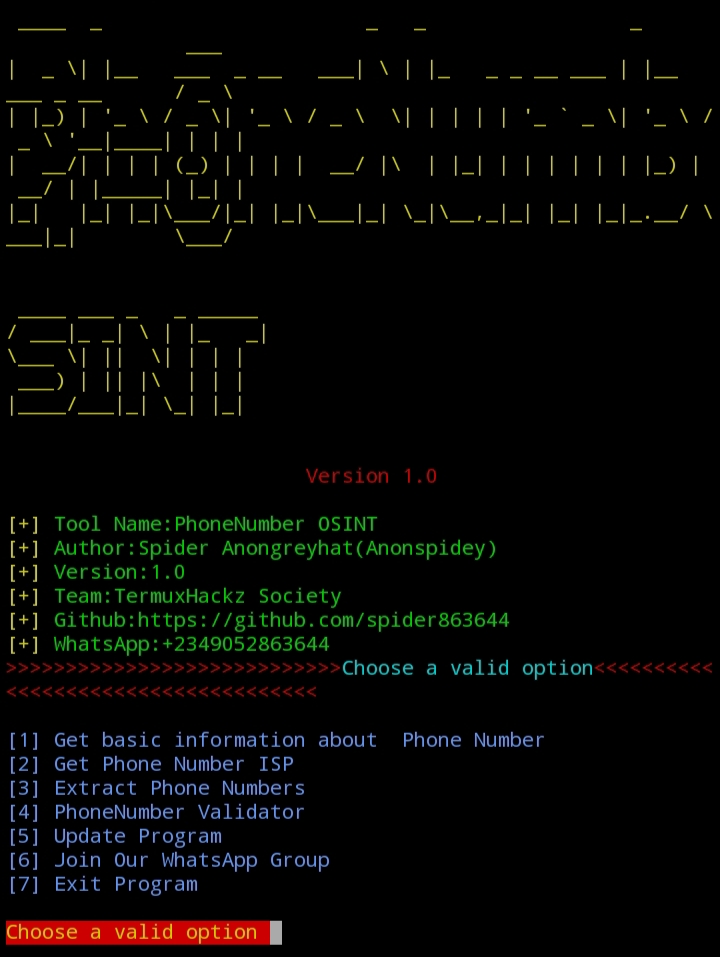 PhoneNumber-O
SINT
Version 1.0
[+] Tool Name:PhoneNumber OSINT
[+] Author:Spider Anongreyhat(Anonspidey)
[+] Version:1.0
[+] Team:TermuxHackz Society
[+] Github:https://github.com/spider863644
[+] WhatsApp:+2349052863644
>>>>>>>>>>>>>>>>>>>>>>>>>>>>Choose a valid option<<<<<<<<<<
<<<<<<<<<<<<<<<<<<<<<<<<<<
[1] Get basic information about  Phone Number
[2] Get Phone Number ISP
[3] Extract Phone Numbers
[4] PhoneNumber Validator
[5] Update Program
[6] Join Our WhatsApp Group
[7] Exit Program
Choose a valid option